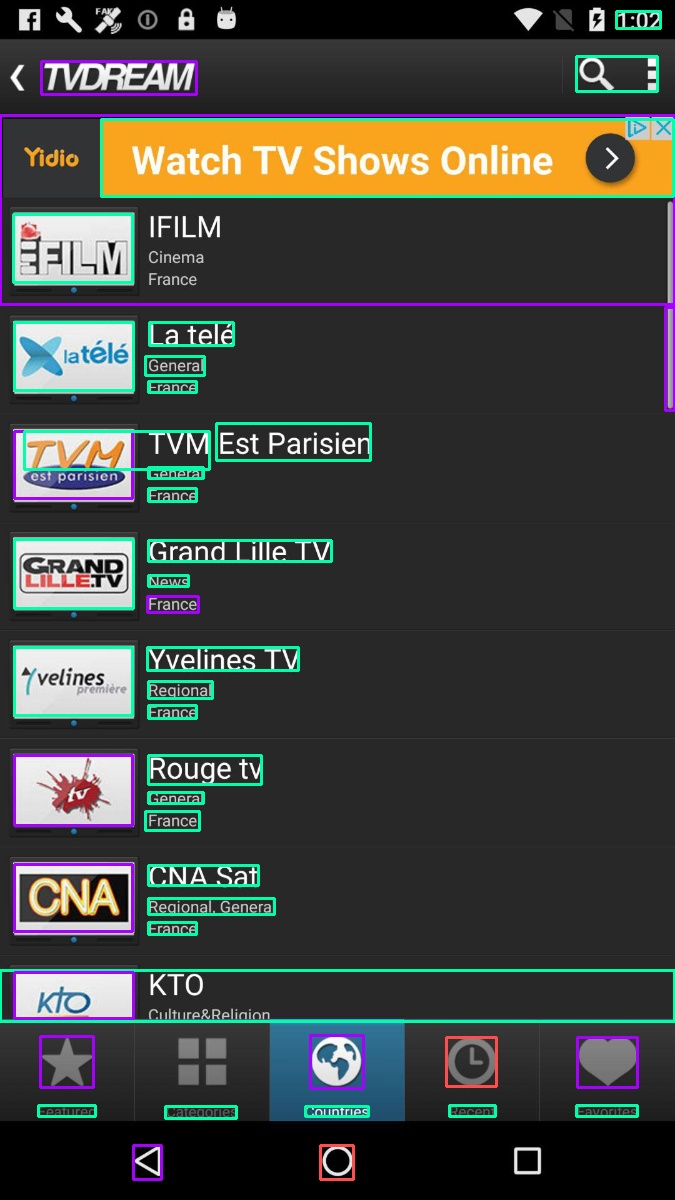 FAKE
1:02
TVDREAM
Yidio
Watch TV Shows Online
iFILM
IFILM
Cinema
France
la télé
La telé
General
France
TVM
est parisien
TVM Est Parisien
General
France
GRAND
LILLE.TV
Grand Lille TV
News
France
Yvelines
première
Yvelines TV
Regional
France
tv
Rouge tv
General
France
CNA
CNA Sat
Regional, General
France
kto
KTO
Culture&Religion
Featured
Categories
Countries
Recent
Favorites